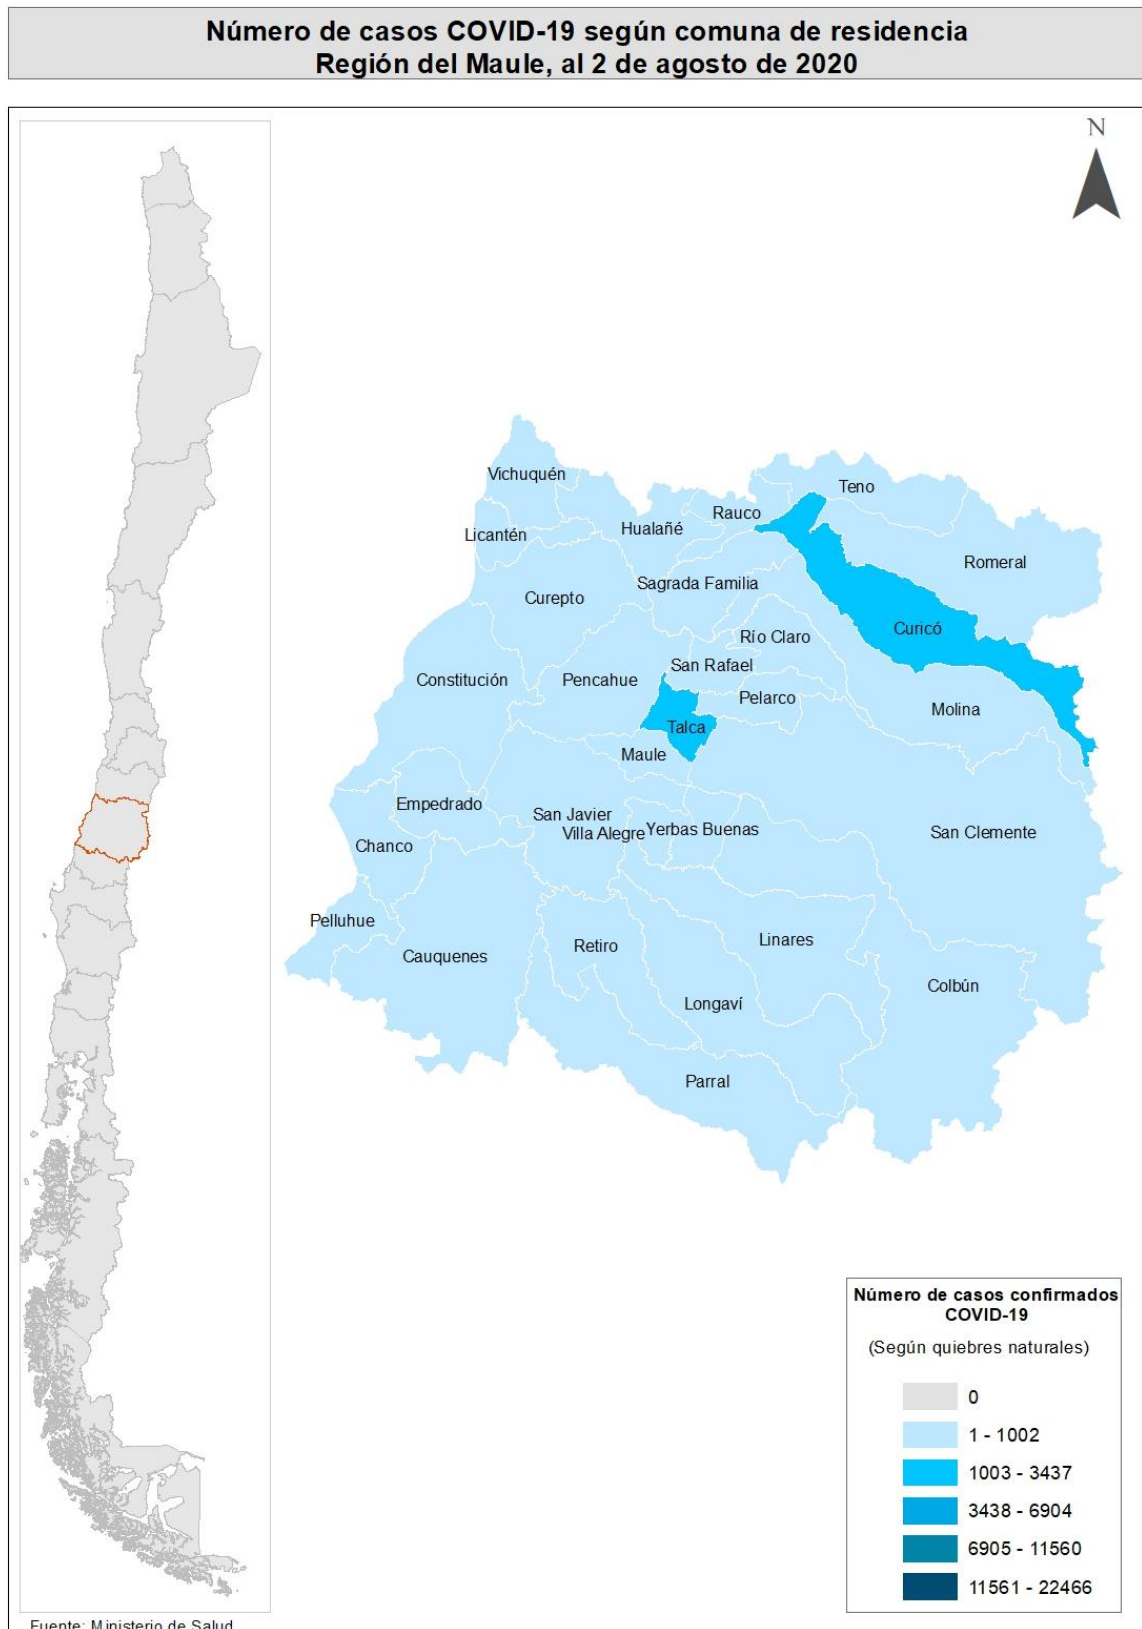 Número de casos COVID-19 según comuna de residencia
Región del Maule, al 2 de agosto de 2020
N
Vichuquén
Teno
Rauco
Hualañé
Licantén
Romeral
Sagrada Familia
Curepto
Curicó
Río Claro
San Rafael
Constitución
Pencahue
Pelarco
Molina
Talca
Maule
Empedrado
San Javier
Villa Alegre
Yerbas Buenas
San Clemente
Chanco
Pelluhue
Retiro
Linares
Cauquenes
Colbún
Longaví
Parral
Número de casos confirmados
COVID-19
(Según quiebres naturales)
0
1 - 1002
1003 - 3437
3438 - 6904
6905 - 11560
11561 - 22466
Fuente: Ministerio de Salud